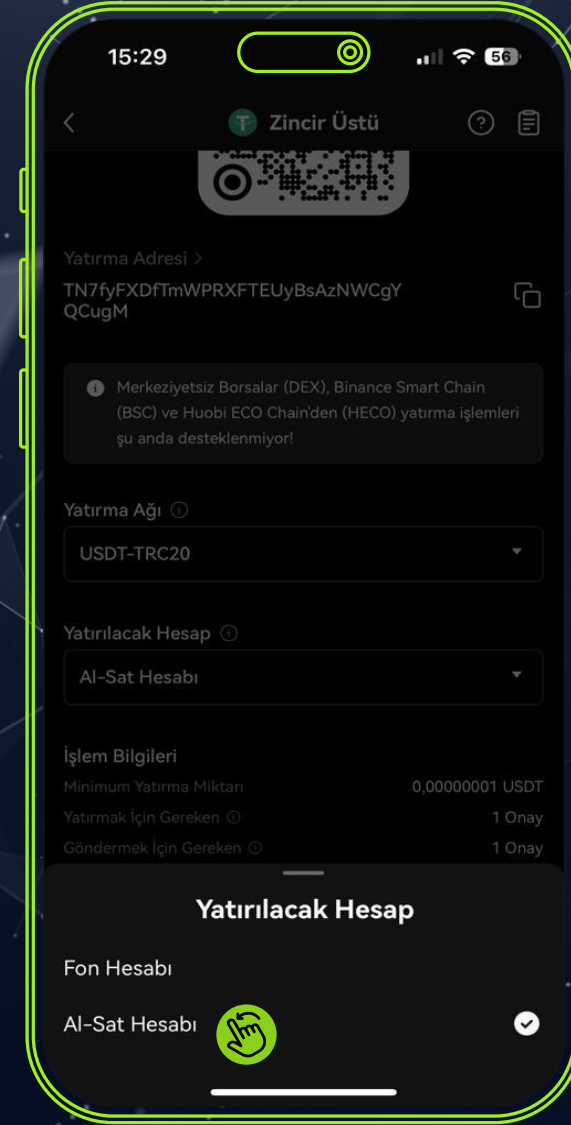 15:29
56
Zincir Üstü
Yatırma Adresi >
TN7fyFXDfTmWPRXFTEUyBsAzNWCgY
QCugM
Merkeziyetsiz Borsalar (DEX), Binance Smart Chain
(BSC) ve Huobi ECO Chain'den (HECO) yatırma işlemleri
şu anda desteklenmiyor!
Yatırma Ağı
USDT-TRC20
Yatırılacak Hesap
Al-Sat Hesabı
İşlem Bilgileri
Minimum Yatırma Miktarı 0,00000001 USDT
Yatırmak İçin Gereken 1 Onay
Göndermek İçin Gereken 1 Onay
Yatırılacak Hesap
Fon Hesabı
Al-Sat Hesabı